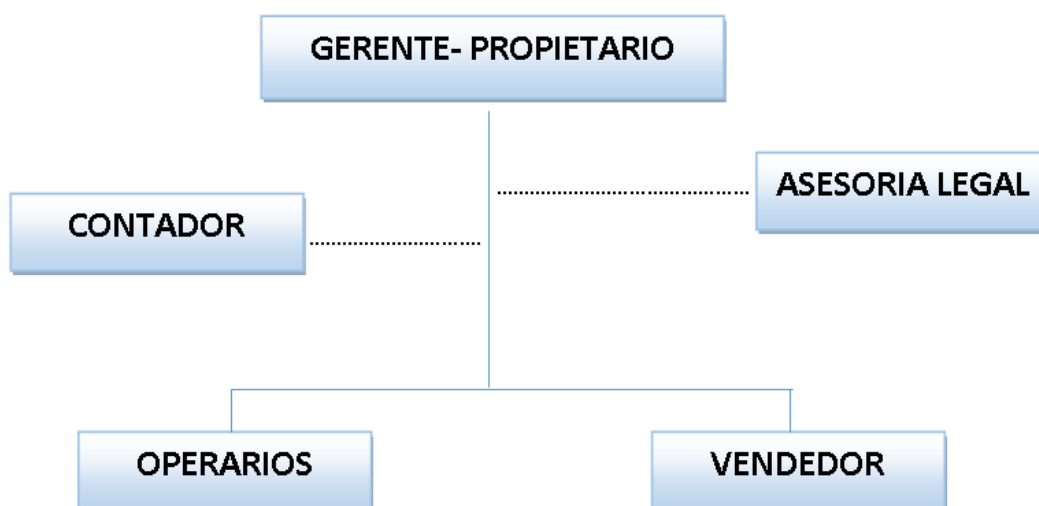 GERENTE- PROPIETARIO
ASESORIA LEGAL
CONTADOR
OPERARIOS
VENDEDOR